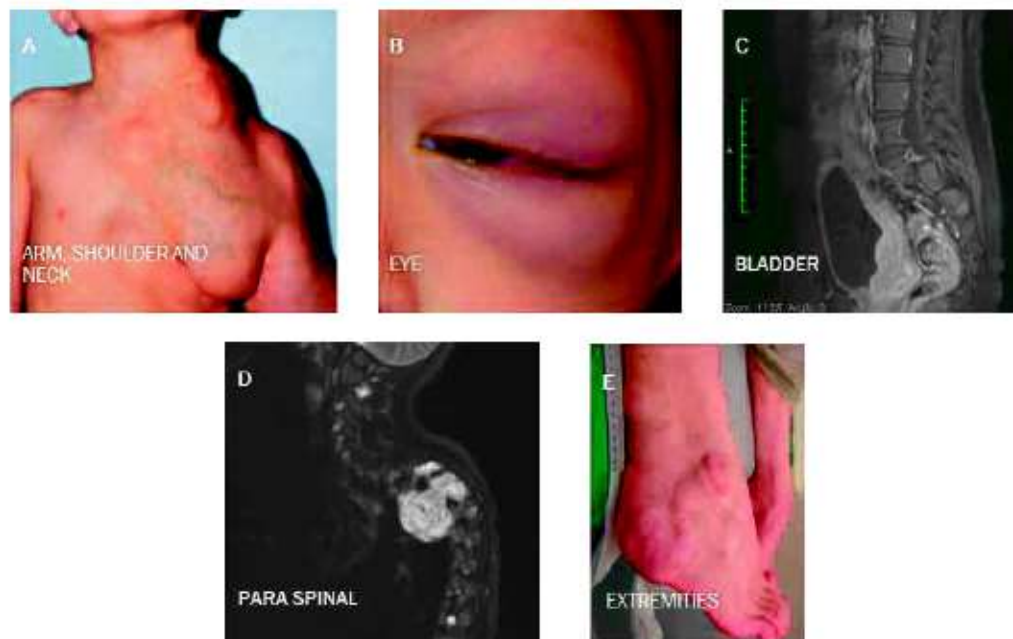 A
ARM, SHOULDER AND
NECK
B
EYE
C
BLADDER
D
PARA SPINAL
E
EXTREMITIES